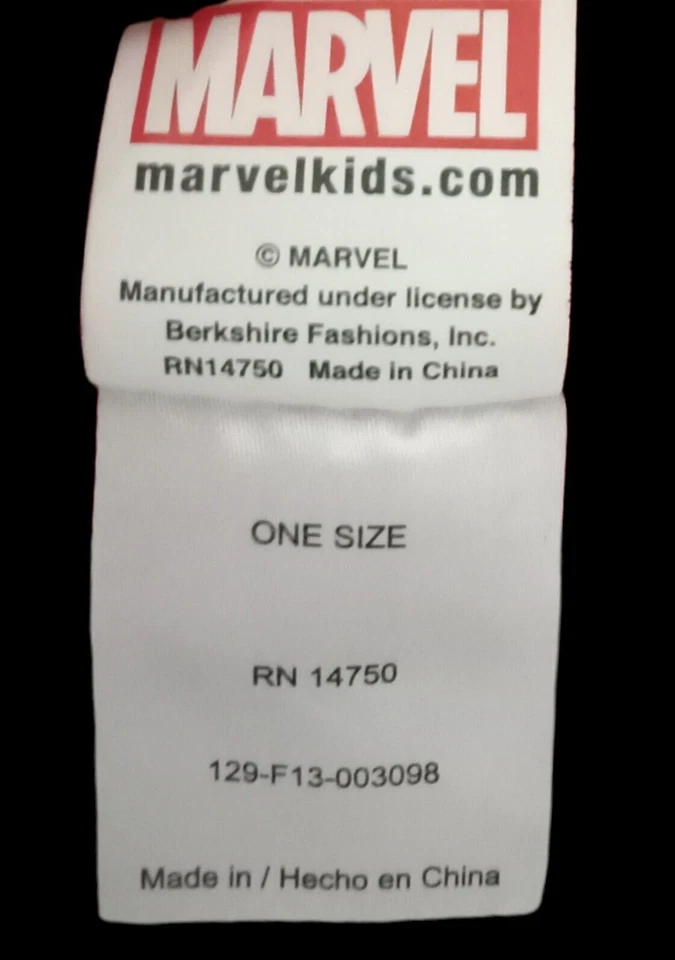 MARVEL
marvelkids.com
© MARVEL
Manufactured under license by
Berkshire Fashions, Inc.
RN14750 Made in China
ONE SIZE
RN 14750
129-F13-003098
Made in / Hecho en China